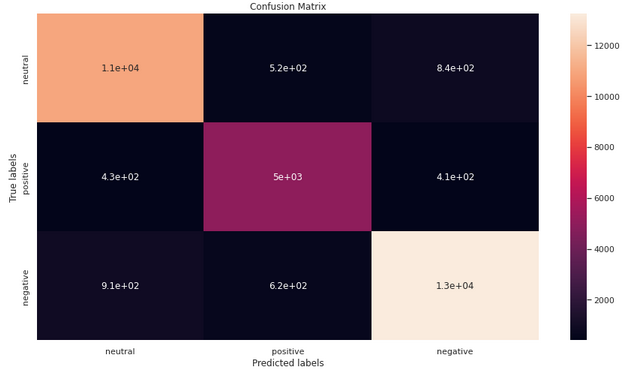 Confusion Matrix
neutral
1.1e+04
5.2e+02
8.4e+02
True labels
positive
4.3e+02
5e+03
4.1e+02
negative
9.1e+02
6.2e+02
1.3e+04
neutral
positive
negative
Predicted labels
12000
10000
8000
6000
4000
2000